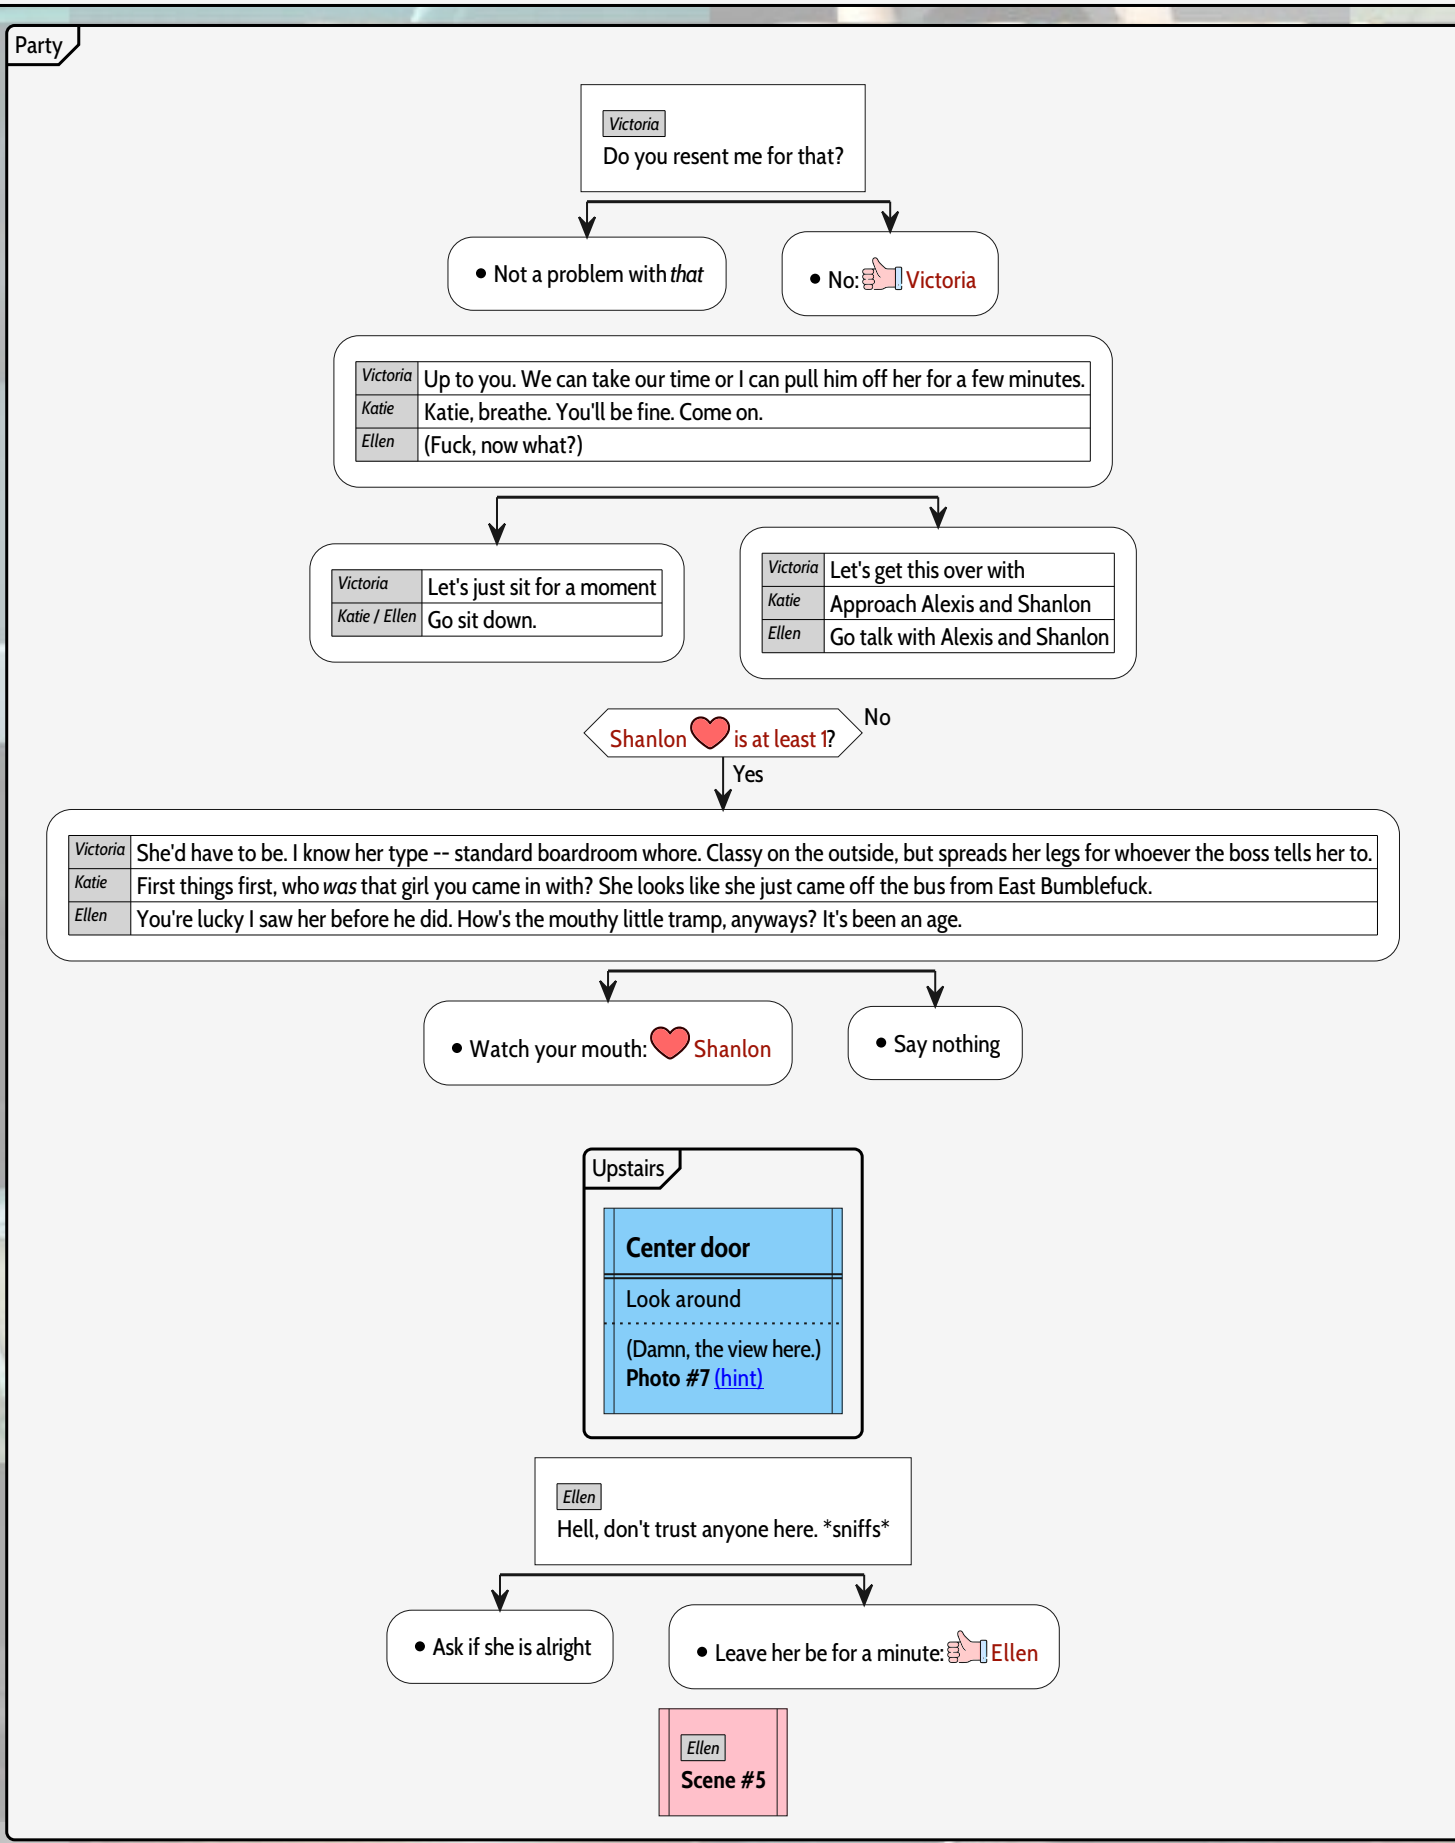 Party
Victoria
Do you resent me for that?
• Not a problem with that
• No: Victoria
Victoria Up to you. We can take our time or I can pull him off her for a few minutes.
Katie Katie, breathe. You'll be fine. Come on.
Ellen (Fuck, now what?)
Victoria Let's just sit for a moment
Katie / Ellen Go sit down.
Victoria Let's get this over with
Katie Approach Alexis and Shanlon
Ellen Go talk with Alexis and Shanlon
Shanlon is at least 1?
No
Yes
Victoria She'd have to be. I know her type -- standard boardroom whore. Classy on the outside, but spreads her legs for whoever the boss tells her to.
Katie First things first, who was that girl you came in with? She looks like she just came off the bus from East Bumblefuck.
Ellen You're lucky I saw her before he did. How's the mouthy little tramp, anyways? It's been an age.
• Watch your mouth: Shanlon
• Say nothing
Upstairs
Center door
Look around
(Damn, the view here.)
Photo #7 (hint)
Ellen
Hell, don't trust anyone here. *sniffs*
• Ask if she is alright
• Leave her be for a minute: Ellen
Ellen
Scene #5